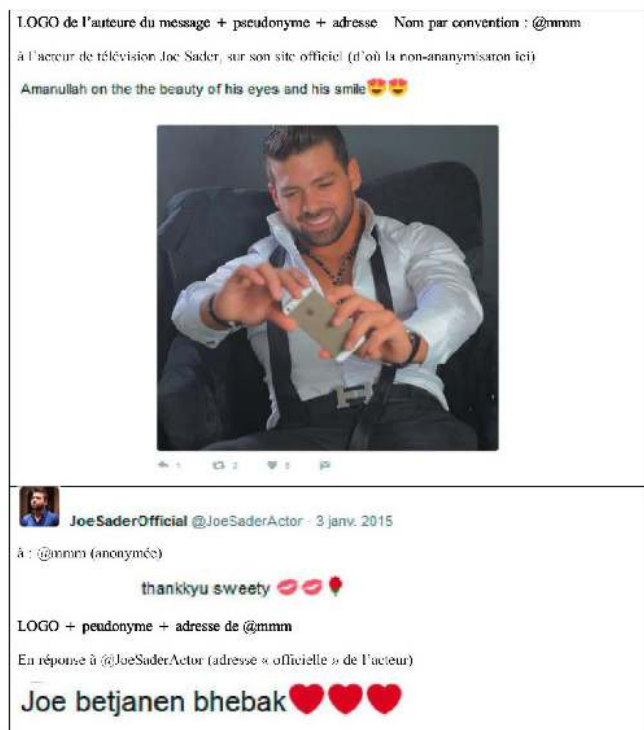 LOGO de l'auteure du message + pseudonyme + adresse Nom par convention : @mmm
à l'acteur de télévision Joe Sader, sur son site officiel (d'où la non-ananymisaton ici)
Amanullah on the the beauty of his eyes and his smile😍😍
1 2 8
JoeSaderOfficial @JoeSaderActor · 3 janv. 2015
à : @mmm (anonymée)
thankkyu sweety 💋💋🌹
LOGO + peudonyme + adresse de @mmm
En réponse à @JoeSaderActor (adresse « officielle » de l'acteur)
Joe betjanen bhebak❤❤❤